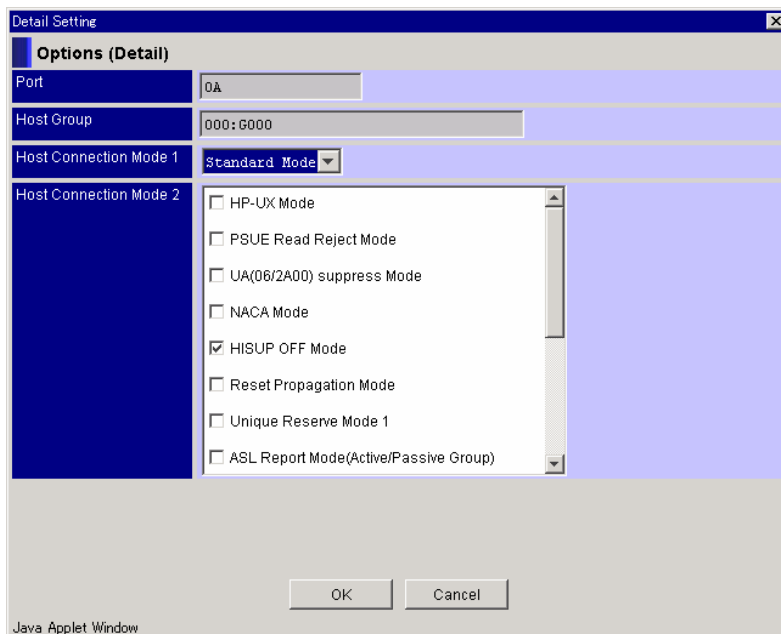 Detail Setting
Options (Detail)
Port
0A
Host Group
000:G000
Host Connection Mode 1
Standard Mode
Host Connection Mode 2
HP-UX Mode
PSUE Read Reject Mode
UA(06/2A00) suppress Mode
NACA Mode
HISUP OFF Mode
Reset Propagation Mode
Unique Reserve Mode 1
ASL Report Mode(Active/Passive Group)
OK
Cancel
Java Applet Window